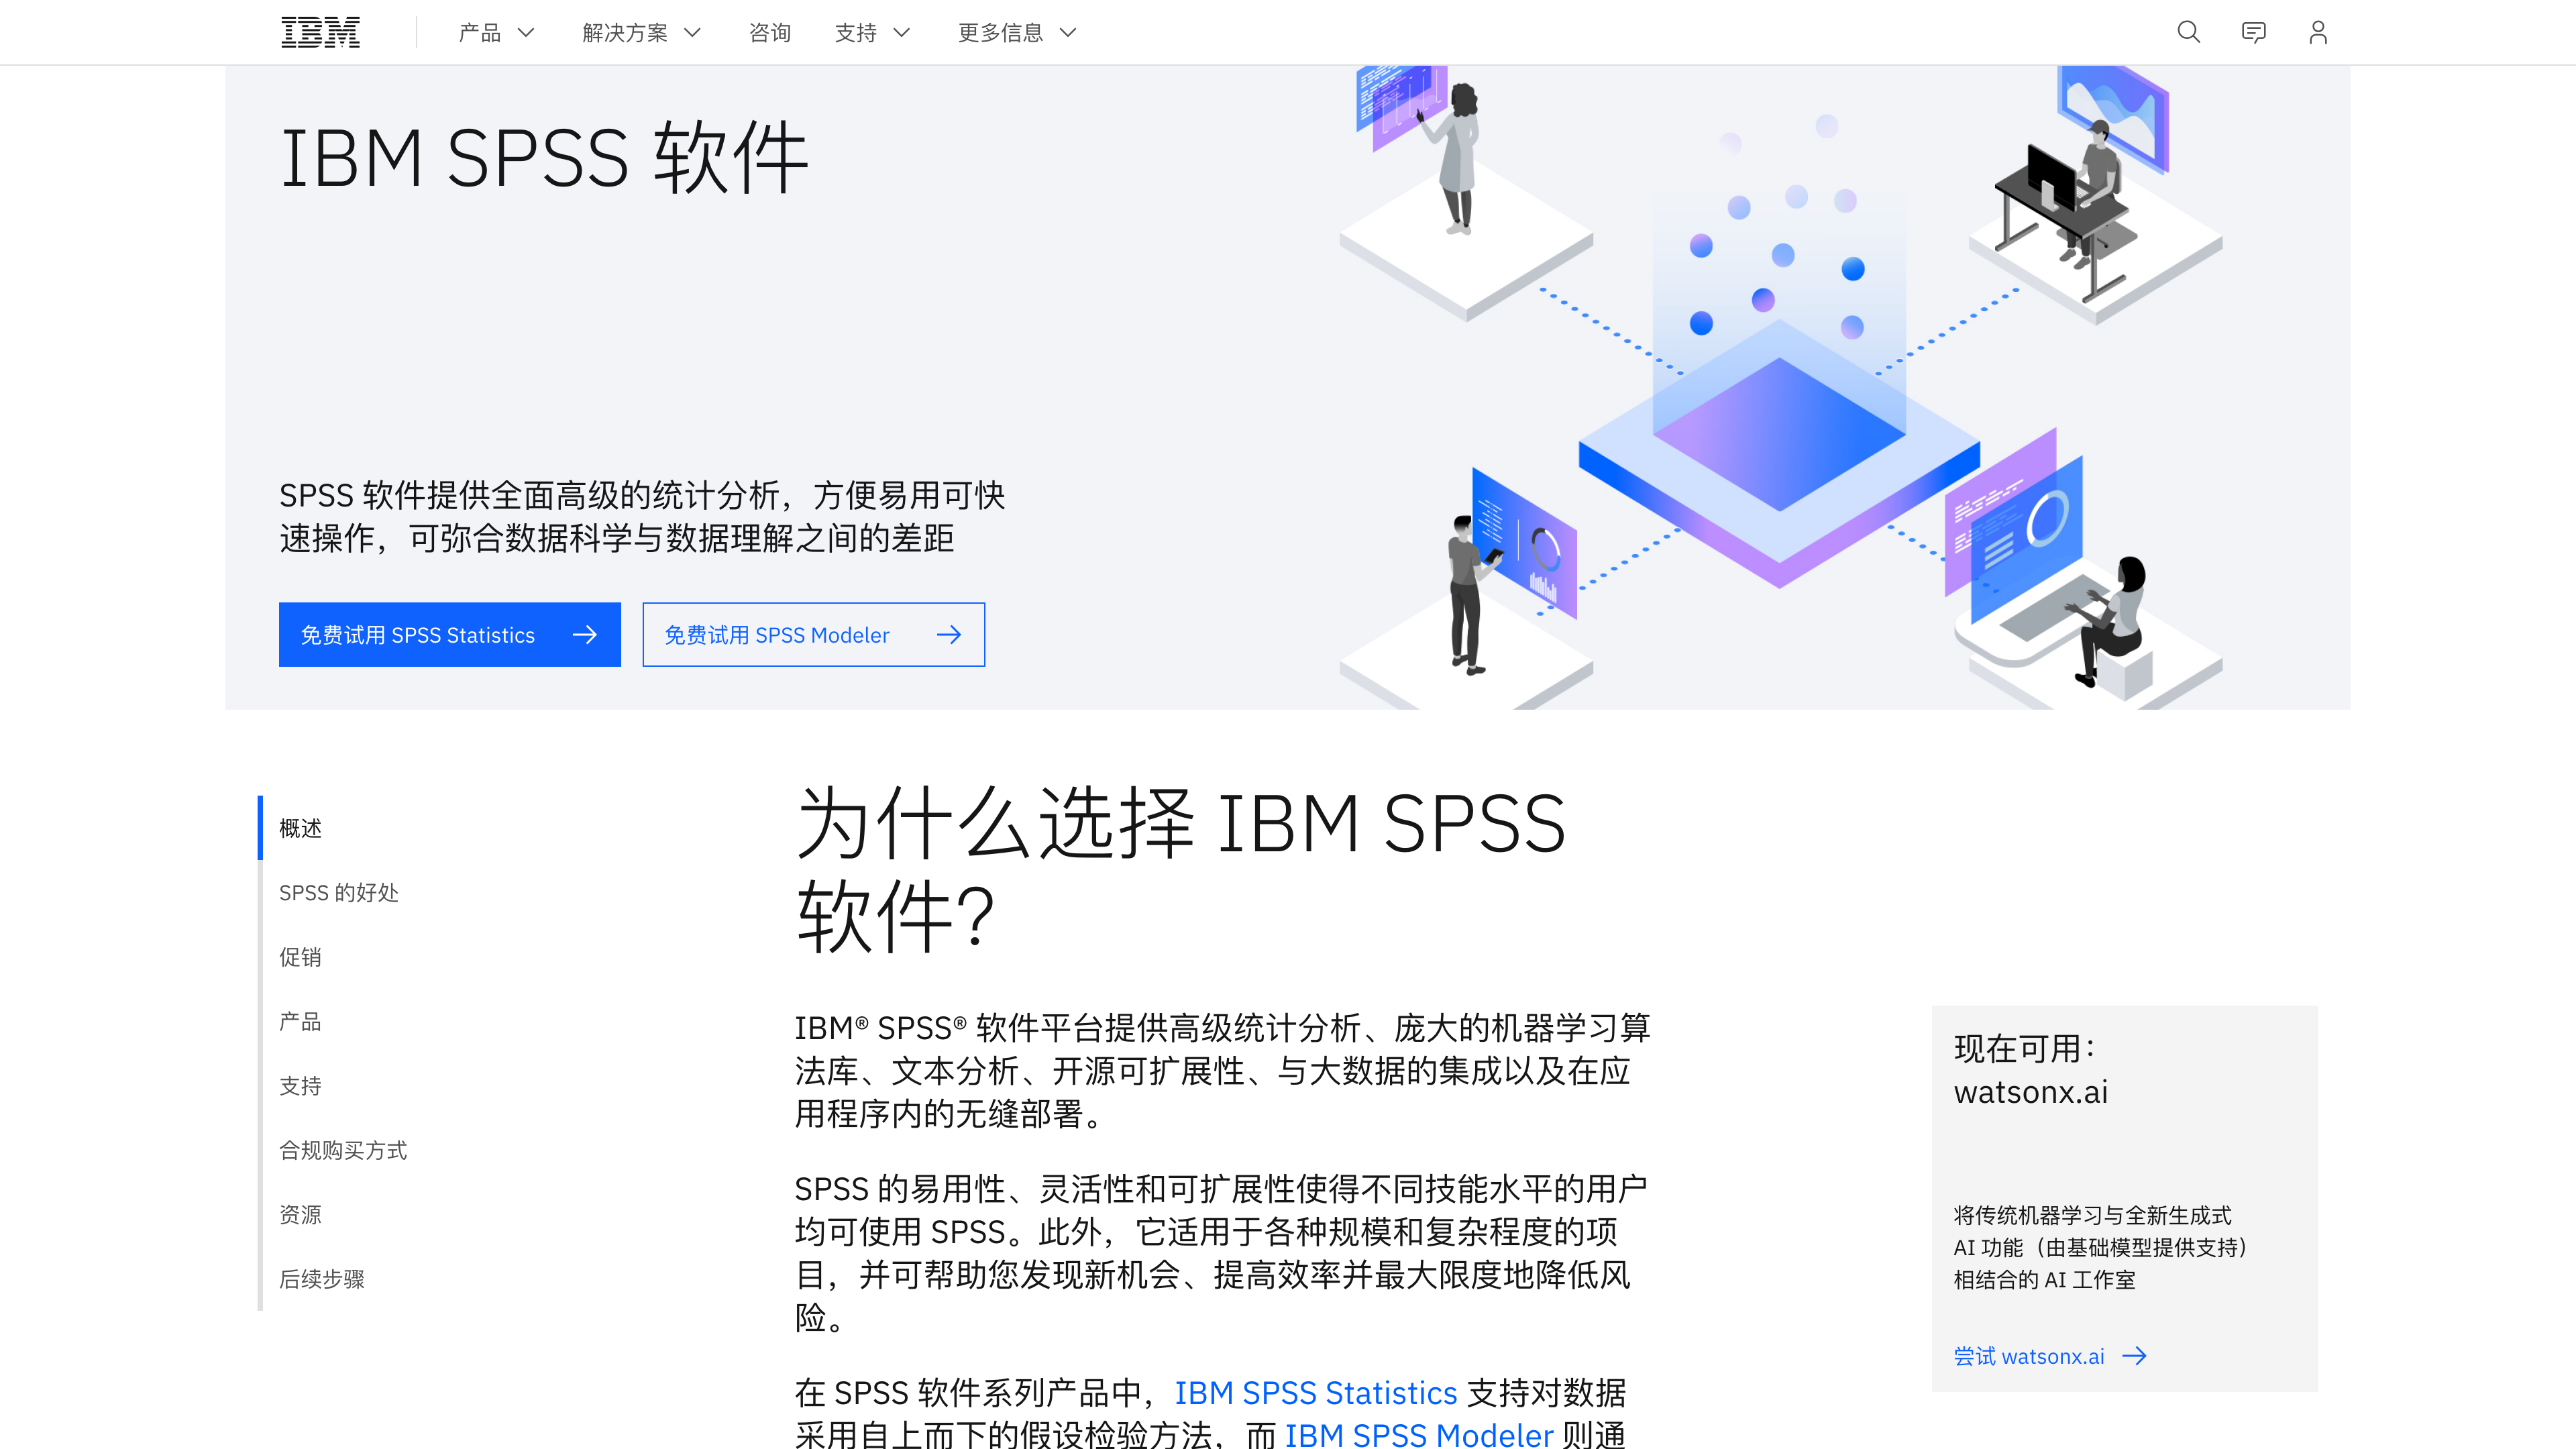 IBM
产品
解决方案
咨询
支持
更多信息
IBM SPSS 软件
SPSS 软件提供全面高级的统计分析，方便易用可快
速操作，可弥合数据科学与数据理解之间的差距
免费试用 SPSS Statistics
免费试用 SPSS Modeler
概述
SPSS 的好处
促销
产品
支持
合规购买方式
资源
后续步骤
为什么选择 IBM SPSS
软件？
IBM® SPSS® 软件平台提供高级统计分析、庞大的机器学习算
法库、文本分析、开源可扩展性、与大数据的集成以及在应
用程序内的无缝部署。
SPSS 的易用性、灵活性和可扩展性使得不同技能水平的用户
均可使用 SPSS。此外，它适用于各种规模和复杂程度的项
目，并可帮助您发现新机会、提高效率并最大限度地降低风
险。
在 SPSS 软件系列产品中，IBM SPSS Statistics 支持对数据
采用自上而下的假设检验方法，而 IBM SPSS Modeler 则通
现在可用：
watsonx.ai
将传统机器学习与全新生成式
AI 功能（由基础模型提供支持）
相结合的 AI 工作室
尝试 watsonx.ai